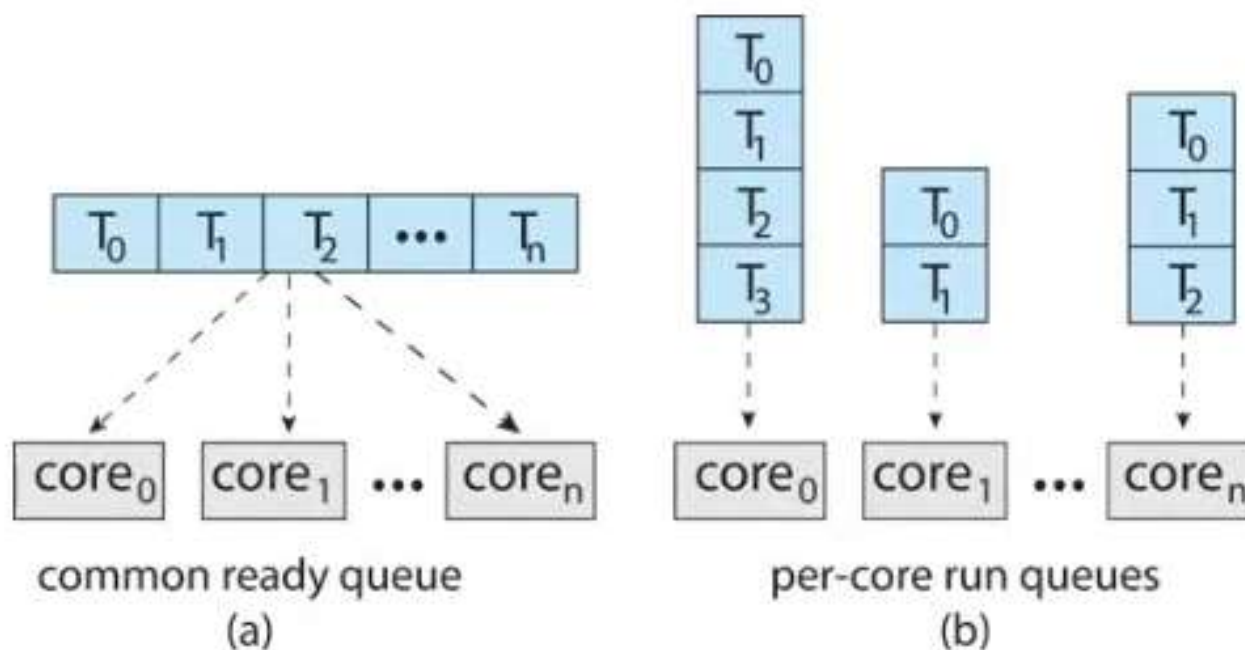 T₀ T₁ T₂ ••• Tₙ
core₀ core₁ ••• coreₙ
common ready queue
(a)
T₀
T₁
T₂
T₃
T₀
T₁
T₀
T₁
T₂
core₀ core₁ ••• coreₙ
per-core run queues
(b)